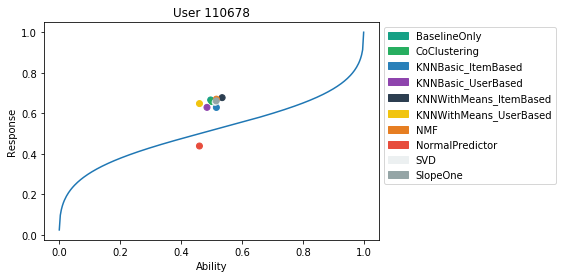 User 110678
1.0
0.8
0.6
0.4
0.2
0.0
Response
0.0 0.2 0.4 0.6 0.8 1.0
Ability
BaselineOnly
CoClustering
KNNBasic_ItemBased
KNNBasic_UserBased
KNNWithMeans_ItemBased
KNNWithMeans_UserBased
NMF
NormalPredictor
SVD
SlopeOne